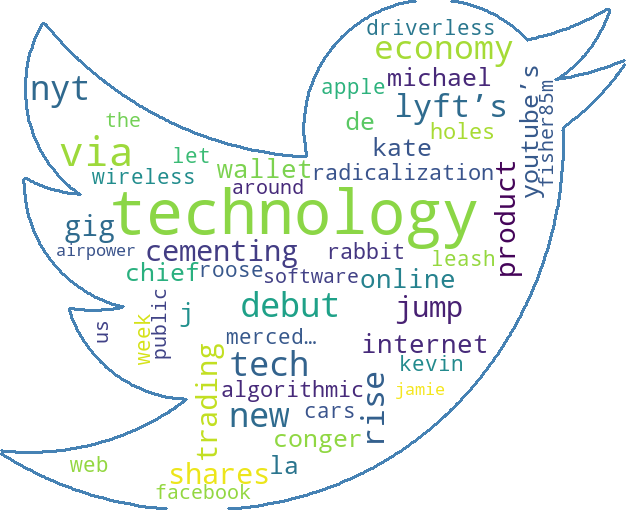 driverless
economy
nyt
apple
michael
lyft’s
youtube’s
fisher85m
the
de
holes
via
let
kate
wireless
wallet
radicalization
around
technology
product
gig
airpower
cementing
rabbit
leash
chief
roose
software
online
j
debut
jump
us
week
public
merced…
internet
tech
kevin
trading
algorithmic
rise
jamie
new
cars
conger
web
shares
la
facebook